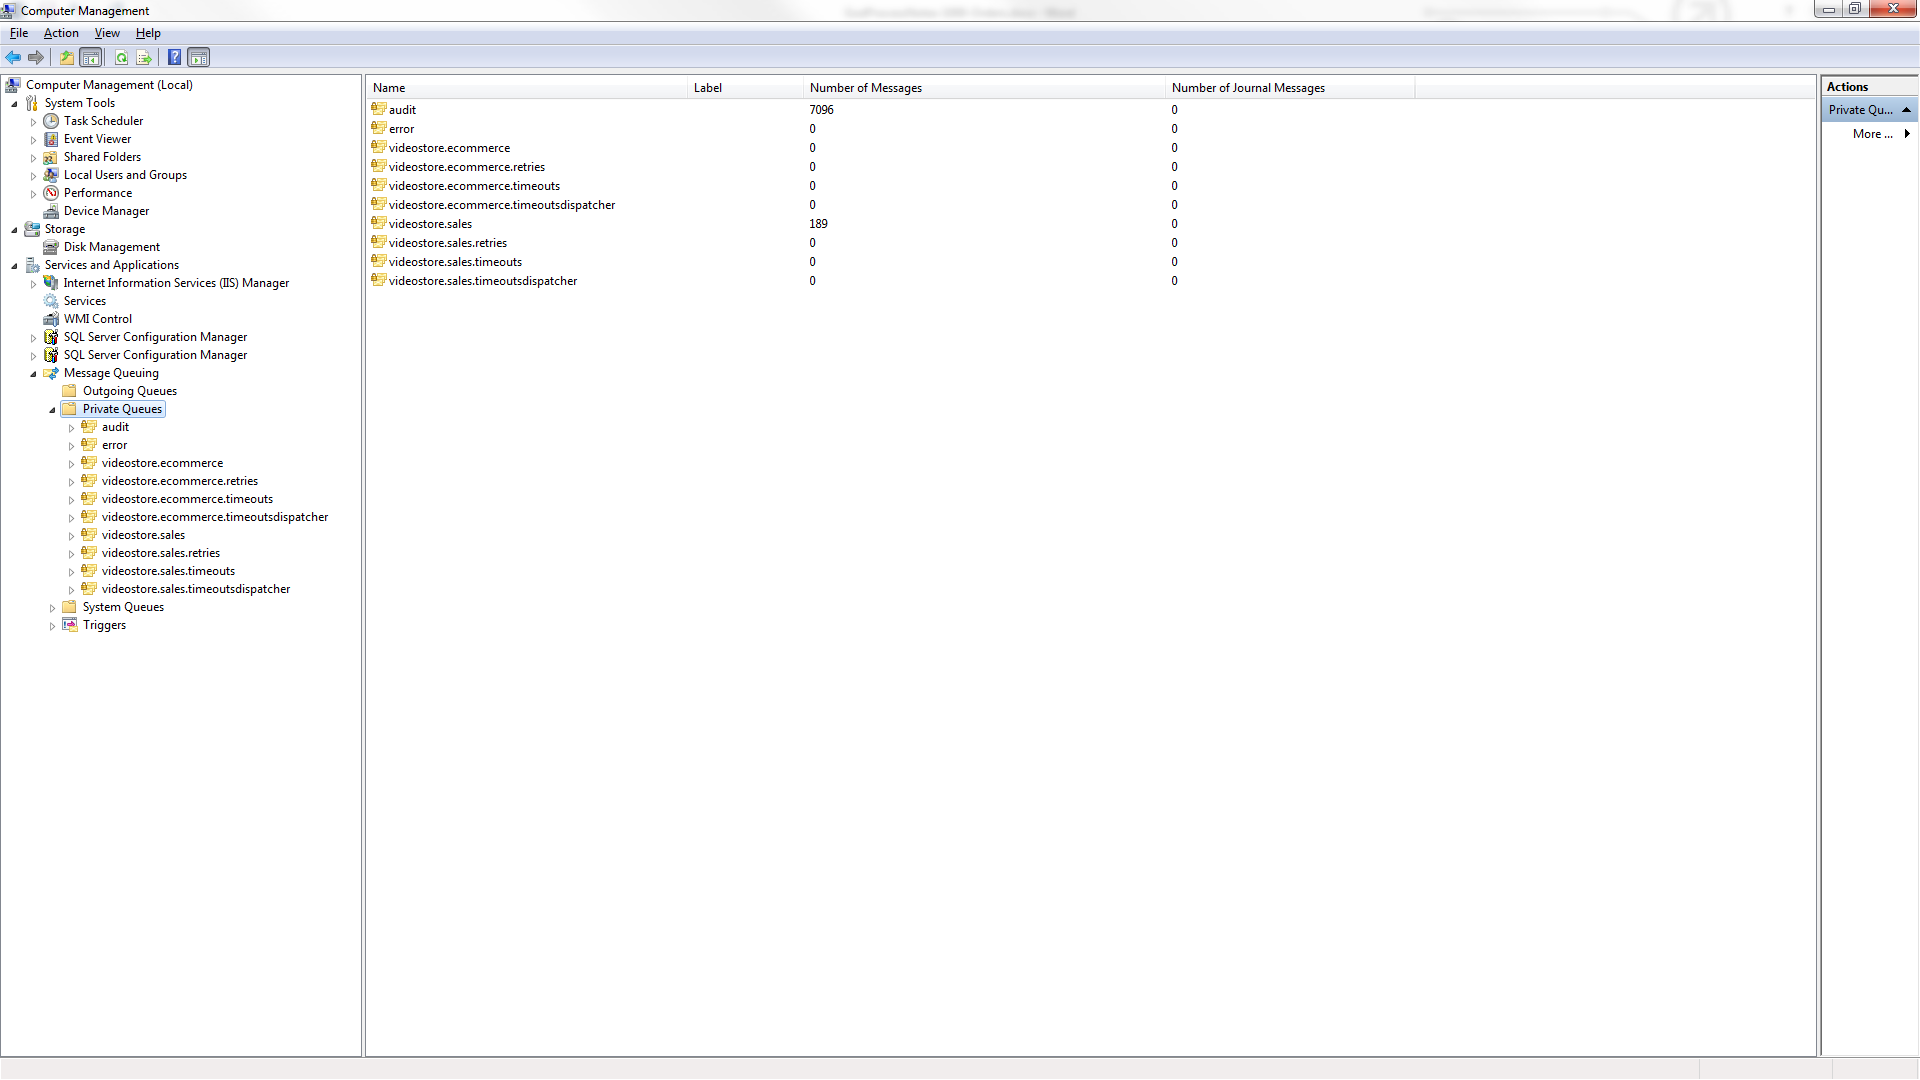 Computer Management
File Action View Help
Computer Management (Local)
System Tools
Task Scheduler
Event Viewer
Shared Folders
Local Users and Groups
Performance
Device Manager
Storage
Disk Management
Services and Applications
Internet Information Services (IIS) Manager
Services
WMI Control
SQL Server Configuration Manager
SQL Server Configuration Manager
Message Queuing
Outgoing Queues
Private Queues
audit
error
videostore.ecommerce
videostore.ecommerce.retries
videostore.ecommerce.timeouts
videostore.ecommerce.timeoutsdispatcher
videostore.sales
videostore.sales.retries
videostore.sales.timeouts
videostore.sales.timeoutsdispatcher
System Queues
Triggers
Name Label Number of Messages Number of Journal Messages
audit 7096 0
error 0 0
videostore.ecommerce 0 0
videostore.ecommerce.retries 0 0
videostore.ecommerce.timeouts 0 0
videostore.ecommerce.timeoutsdispatcher 0 0
videostore.sales 189 0
videostore.sales.retries 0 0
videostore.sales.timeouts 0 0
videostore.sales.timeoutsdispatcher 0 0
Actions
Private Qu...
More ...